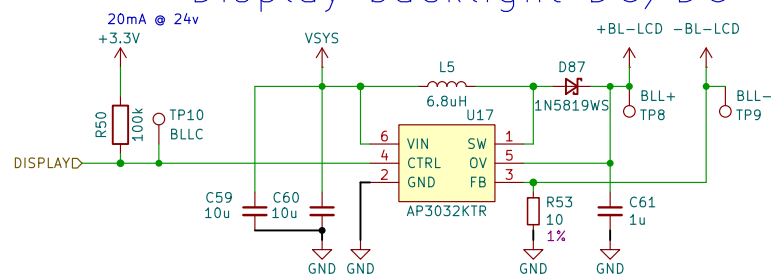 Display Backlight DC/DC
20mA @ 24v
+3.3V
VSYS
+BL-LCD
-BL-LCD
L5
6.8uH
D87
1N5819WS
BLL+
TP8
BLL-
TP9
R50
100k
TP10
BLLC
U17
6 VIN SW 1
DISPLAY 4 CTRL OV 5
2 GND FB 3
AP3032KTR
C59
10u
C60
10u
R53
10
1%
C61
1u
GND
GND
GND
GND